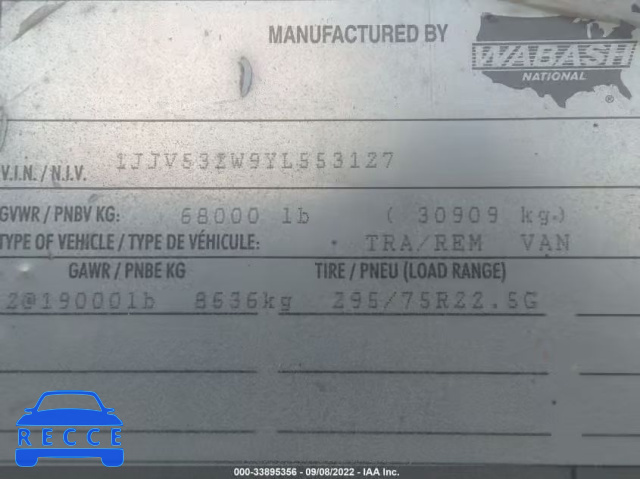 MANUFACTURED BY
WABASH
NATIONAL
®
V.I.N./N.I.V. 1JJV532W9YL553127
GVWR / PNBV KG: 68000 lb ( 30909 kg)
TYPE OF VEHICLE / TYPE DE VÉHICULE: TRA/REM VAN
GAWR / PNBE KG TIRE / PNEU (LOAD RANGE)
2@19000lb 8636kg 295/75R22.5G
RECCE
000-33895356 - 09/08/2022 - IAA Inc.